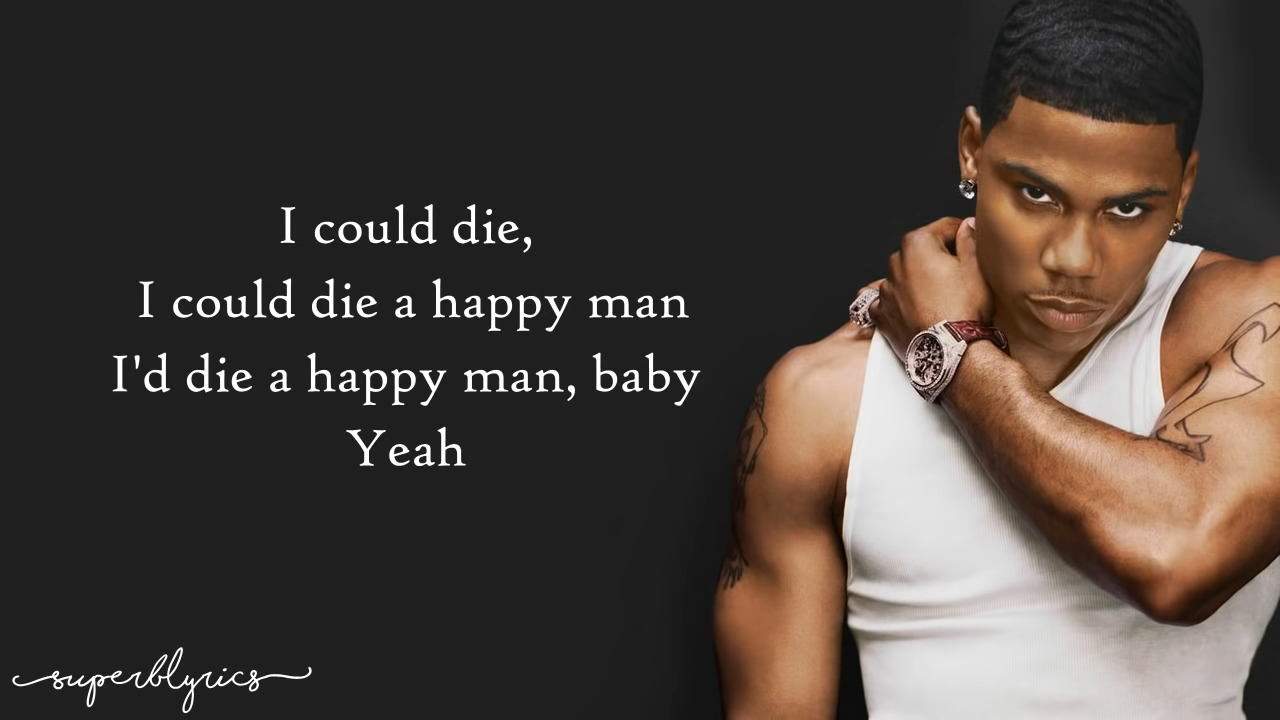 I could die,
I could die a happy man
I'd die a happy man, baby
Yeah
superblyrics